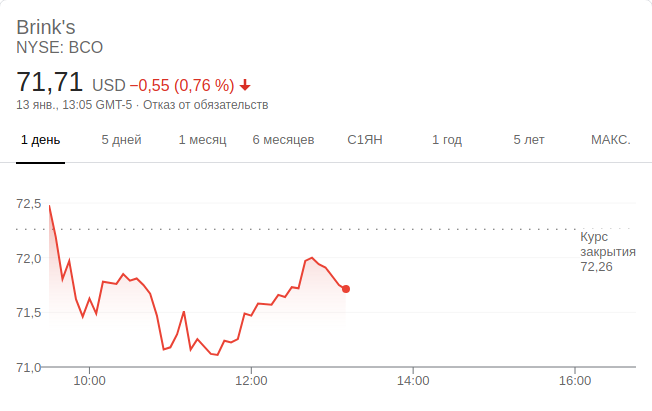 Brink's
NYSE: BCO
71,71 USD −0,55 (0,76 %)
13 янв., 13:05 GMT-5 · Отказ от обязательств
1 день 5 дней 1 месяц 6 месяцев С1ЯН 1 год 5 лет МАКС.
72,5
Курс
закрытия
72,26
72,0
71,5
71,0
10:00 12:00 14:00 16:00